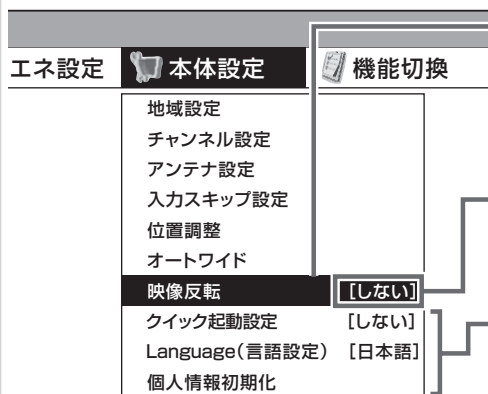 エネ設定 本体設定 機能切換
地域設定
チャンネル設定
アンテナ設定
入力スキップ設定
位置調整
オートワイド
映像反転 [しない]
クイック起動設定 [しない]
Language(言語設定) [日本語]
個人情報初期化